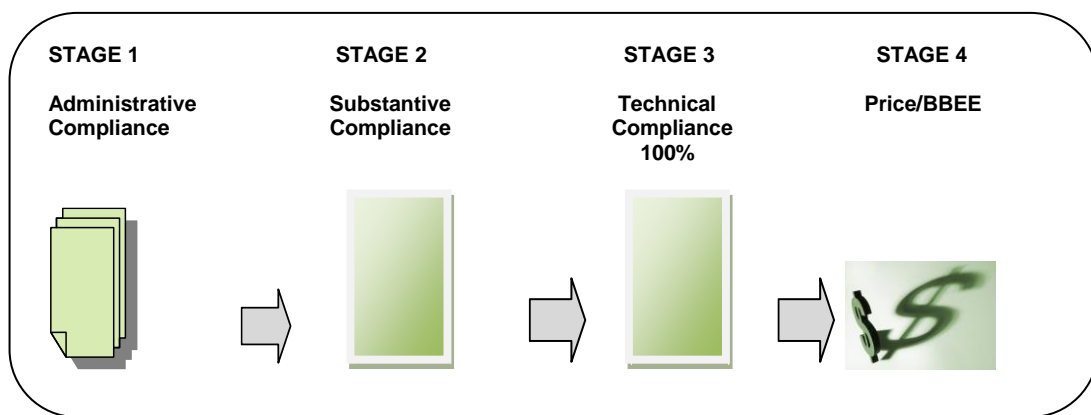 STAGE 1
Administrative
Compliance
STAGE 2
Substantive
Compliance
STAGE 3
Technical
Compliance
100%
STAGE 4
Price/BBEE